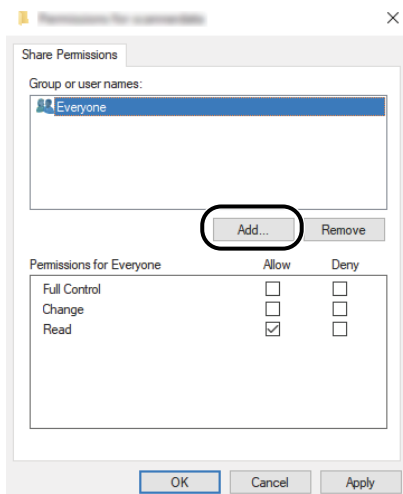 Share Permissions
Group or user names:
Everyone
Add... Remove
Permissions for Everyone Allow Deny
Full Control
Change
Read
OK Cancel Apply